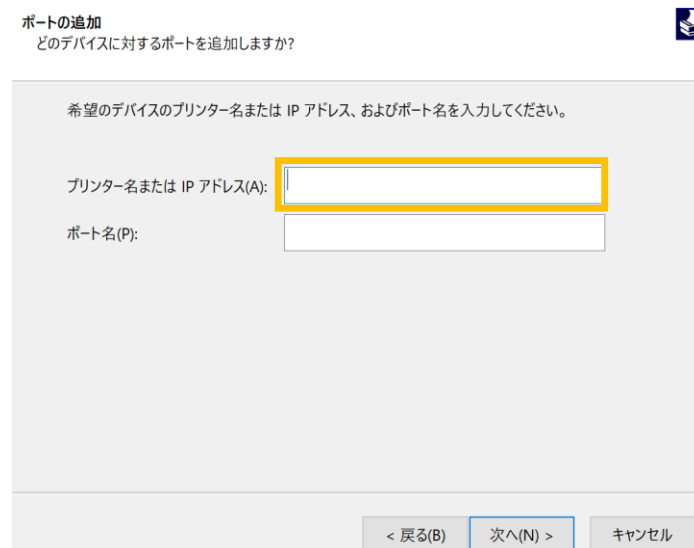 ポートの追加
どのデバイスに対するポートを追加しますか?
希望のデバイスのプリンター名または IP アドレス、およびポート名を入力してください。
プリンター名または IP アドレス(A):
ポート名(P):
< 戻る(B) 次へ(N) > キャンセル